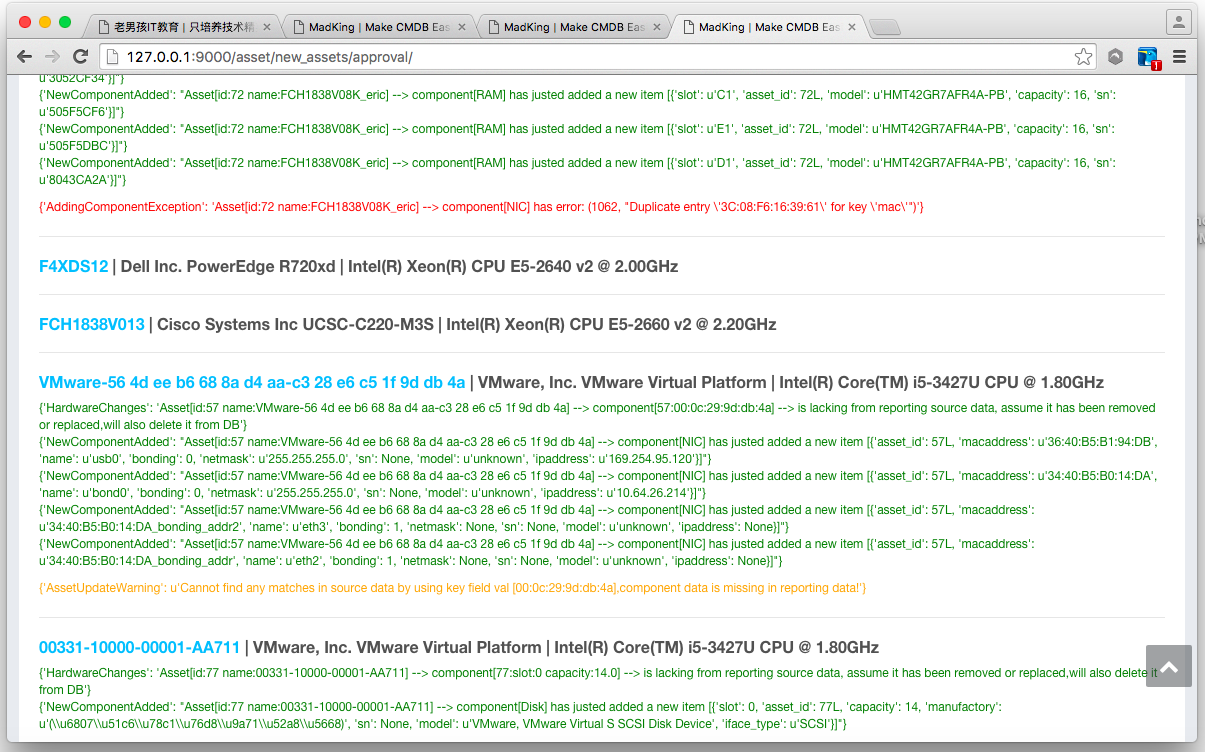 老男孩IT教育 | 只培养技术精
MadKing | Make CMDB Eas
MadKing | Make CMDB Eas
MadKing | Make CMDB Eas
127.0.0.1:9000/asset/new_assets/approval/
u'3052CF34'}]"}
{'NewComponentAdded': "Asset[id:72 name:FCH1838V08K_eric] --> component[RAM] has justed added a new item [{'slot': u'C1', 'asset_id': 72L, 'model': u'HMT42GR7AFR4A-PB', 'capacity': 16, 'sn':
u'505F5CF6'}]"}
{'NewComponentAdded': "Asset[id:72 name:FCH1838V08K_eric] --> component[RAM] has justed added a new item [{'slot': u'E1', 'asset_id': 72L, 'model': u'HMT42GR7AFR4A-PB', 'capacity': 16, 'sn':
u'505F5DBC'}]"}
{'NewComponentAdded': "Asset[id:72 name:FCH1838V08K_eric] --> component[RAM] has justed added a new item [{'slot': u'D1', 'asset_id': 72L, 'model': u'HMT42GR7AFR4A-PB', 'capacity': 16, 'sn':
u'8043CA2A'}]"}
{'AddingComponentException': 'Asset[id:72 name:FCH1838V08K_eric] --> component[NIC] has error: (1062, "Duplicate entry \'3C:08:F6:16:39:61\' for key \'mac\'")'}
F4XDS12 | Dell Inc. PowerEdge R720xd | Intel(R) Xeon(R) CPU E5-2640 v2 @ 2.00GHz
FCH1838V013 | Cisco Systems Inc UCSC-C220-M3S | Intel(R) Xeon(R) CPU E5-2660 v2 @ 2.20GHz
VMware-56 4d ee b6 68 8a d4 aa-c3 28 e6 c5 1f 9d db 4a | VMware, Inc. VMware Virtual Platform | Intel(R) Core(TM) i5-3427U CPU @ 1.80GHz
{'HardwareChanges': 'Asset[id:57 name:VMware-56 4d ee b6 68 8a d4 aa-c3 28 e6 c5 1f 9d db 4a] --> component[57:00:0c:29:9d:db:4a] --> is lacking from reporting source data, assume it has been removed
or replaced,will also delete it from DB'}
{'NewComponentAdded': "Asset[id:57 name:VMware-56 4d ee b6 68 8a d4 aa-c3 28 e6 c5 1f 9d db 4a] --> component[NIC] has justed added a new item [{'asset_id': 57L, 'macaddress': u'36:40:B5:B1:94:DB',
'name': u'usb0', 'bonding': 0, 'netmask': u'255.255.255.0', 'sn': None, 'model': u'unknown', 'ipaddress': u'169.254.95.120'}]"}
{'NewComponentAdded': "Asset[id:57 name:VMware-56 4d ee b6 68 8a d4 aa-c3 28 e6 c5 1f 9d db 4a] --> component[NIC] has justed added a new item [{'asset_id': 57L, 'macaddress': u'34:40:B5:B0:14:DA',
'name': u'bond0', 'bonding': 0, 'netmask': u'255.255.255.0', 'sn': None, 'model': u'unknown', 'ipaddress': u'10.64.26.214'}]"}
{'NewComponentAdded': "Asset[id:57 name:VMware-56 4d ee b6 68 8a d4 aa-c3 28 e6 c5 1f 9d db 4a] --> component[NIC] has justed added a new item [{'asset_id': 57L, 'macaddress':
u'34:40:B5:B0:14:DA_bonding_addr2', 'name': u'eth3', 'bonding': 1, 'netmask': None, 'sn': None, 'model': u'unknown', 'ipaddress': None}]"}
{'NewComponentAdded': "Asset[id:57 name:VMware-56 4d ee b6 68 8a d4 aa-c3 28 e6 c5 1f 9d db 4a] --> component[NIC] has justed added a new item [{'asset_id': 57L, 'macaddress':
u'34:40:B5:B0:14:DA_bonding_addr', 'name': u'eth2', 'bonding': 1, 'netmask': None, 'sn': None, 'model': u'unknown', 'ipaddress': None}]"}
{'AssetUpdateWarning': u'Cannot find any matches in source data by using key field val [00:0c:29:9d:db:4a],component data is missing in reporting data!'}
00331-10000-00001-AA711 | VMware, Inc. VMware Virtual Platform | Intel(R) Core(TM) i5-3427U CPU @ 1.80GHz
{'HardwareChanges': 'Asset[id:77 name:00331-10000-00001-AA711] --> component[77:slot:0 capacity:14.0] --> is lacking from reporting source data, assume it has been removed or replaced,will also delete it
from DB'}
{'NewComponentAdded': "Asset[id:77 name:00331-10000-00001-AA711] --> component[Disk] has justed added a new item [{'slot': 0, 'asset_id': 77L, 'capacity': 14, 'manufactory':
u'(\\u6807\\u51c6\\u78c1\\u76d8\\u9a71\\u52a8\\u5668)', 'sn': None, 'model': u'VMware, VMware Virtual S SCSI Disk Device', 'iface_type': u'SCSI'}]"}